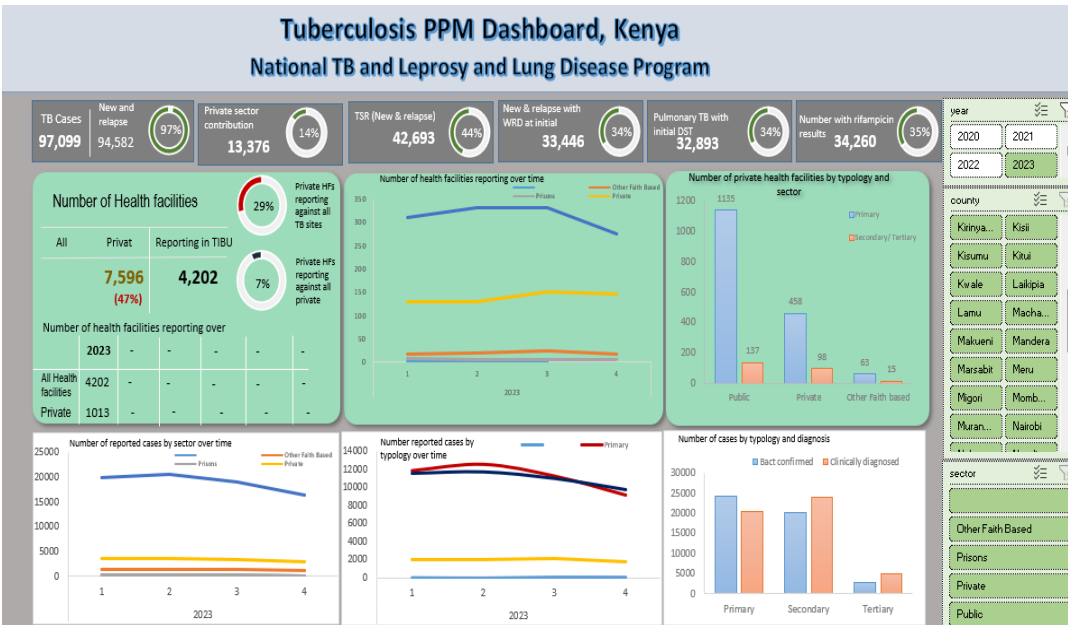 Tuberculosis PPM Dashboard, Kenya
National TB and Leprosy and Lung Disease Program
TB Cases
97,099
New and
relapse
94,582
97%
Private sector
contribution
13,376
14%
TSR (New & relapse)
42,693
44%
New & relapse with
WRD at initial
33,446
34%
Pulmonary TB with
initial DST
32,893
34%
Number with rifampicin
results
34,260
35%
year
2020 2021
2022 2023
county
Kirinya... Kisii
Kisumu Kitui
Kwale Laikipia
Lamu Macha...
Makueni Mandera
Marsabit Meru
Migori Momb...
Muran... Nairobi
sector
Other Faith Based
Prisons
Private
Public
Number of Health facilities
29%
Private HFs
reporting
against all
TB sites
All Privat Reporting in TIBU
7,596 4,202
(47%)
7%
Private HFs
reporting
against all
private
Number of health facilities reporting over
2023 - - - - -
All Health
facilities
4202 - - - - -
Private 1013 - - - - -
Number of health facilities reporting over time
Other Faith Based
Prisons Private
350
300
250
200
150
100
50
0
1 2 3 4
2023
Number of private health facilities by typology and
sector
Primary
Secondary/ Tertiary
1200
1000
800
600
400
200
0
1135 137
458 98
63 15
Public Private Other Faith based
Number of reported cases by sector over time
Other Faith Based
Prisons Private
25000
20000
15000
10000
5000
0
1 2 3 4
2023
Number reported cases by
typology over time
Primary
14000
12000
10000
8000
6000
4000
2000
0
1 2 3 4
2023
Number of cases by typology and diagnosis
Bact confirmed Clinically diagnosed
30000
25000
20000
15000
10000
5000
0
Primary Secondary Tertiary